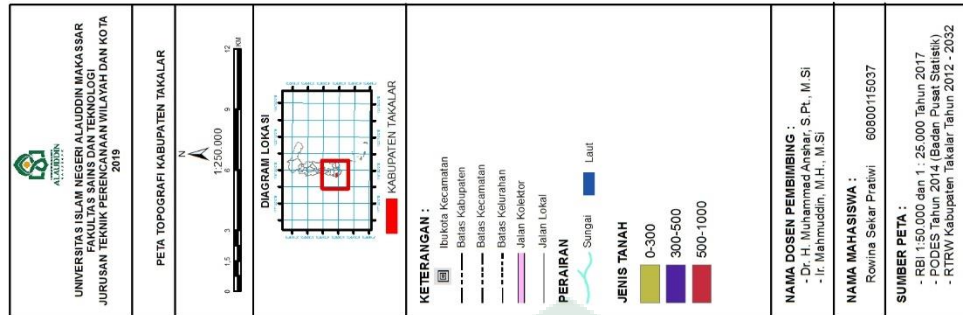 ALAUDDIN
UNIVERSITAS ISLAM NEGERI ALAUDDIN MAKASSAR
FAKULTAS SAINS DAN TEKNOLOGI
JURUSAN TEKNIK PERENCANAAN WILAYAH DAN KOTA
2019
PETA TOPOGRAFI KABUPATEN TAKALAR
N
1:250.000
0 1,5 3 6 9 12
KM
DIAGRAM LOKASI
KABUPATEN TAKALAR
KETERANGAN :
Ibukota Kecamatan
Batas Kabupaten
Batas Kecamatan
Batas Kelurahan
Jalan Kolektor
Jalan Lokal
PERAIRAN
Sungai Laut
JENIS TANAH
0-300
300-500
500-1000
NAMA DOSEN PEMBIMBING :
- Dr. H. Muhammad Anshar, S.Pt., M.Si
- Ir. Mahmuddin, M.H., M.Si
NAMA MAHASISWA :
Rowina Sekar Pratiwi 60800115037
SUMBER PETA :
- RBI 1:50.000 dan 1 : 25.000 Tahun 2017
- PODES Tahun 2014 (Badan Pusat Statistik)
- RTRW Kabupaten Takalar Tahun 2012 - 2032